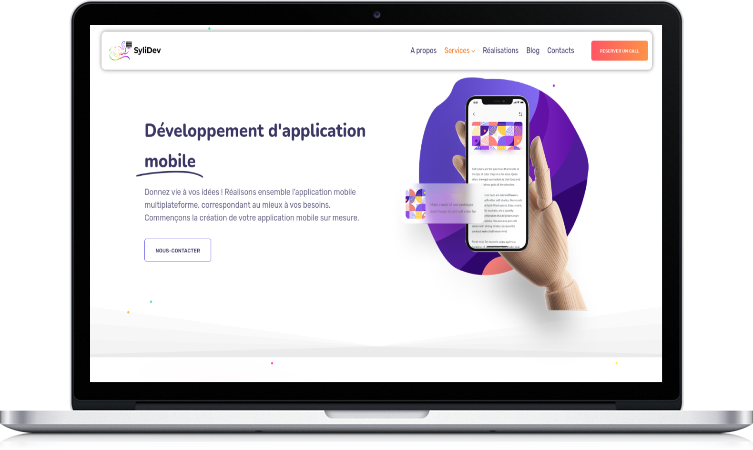 SyliDev
A propos Services Réalisations Blog Contacts
RESERVER UN CALL
Développement d'application
mobile
Donnez vie à vos idées ! Réalisons ensemble l'application mobile
multiplateforme, correspondant au mieux à vos besoins.
Commençons la création de votre application mobile sur mesure.
NOUS-CONTACTER